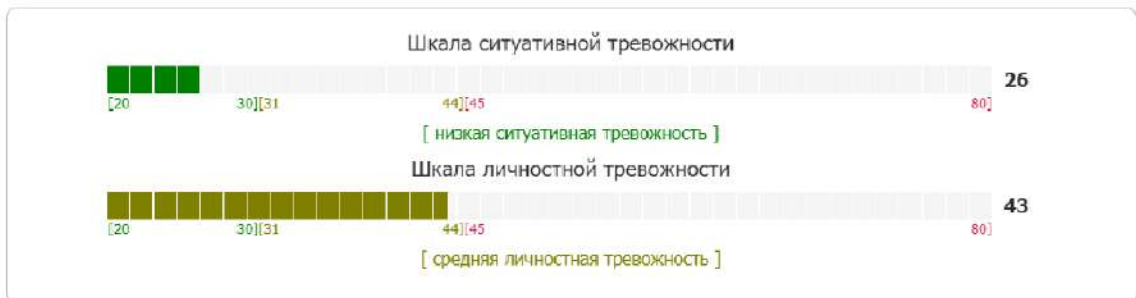 Шкала ситуативной тревожности
26
[20 30][31 44][45 80]
[ низкая ситуативная тревожность ]
Шкала личностной тревожности
43
[20 30][31 44][45 80]
[ средняя личностная тревожность ]